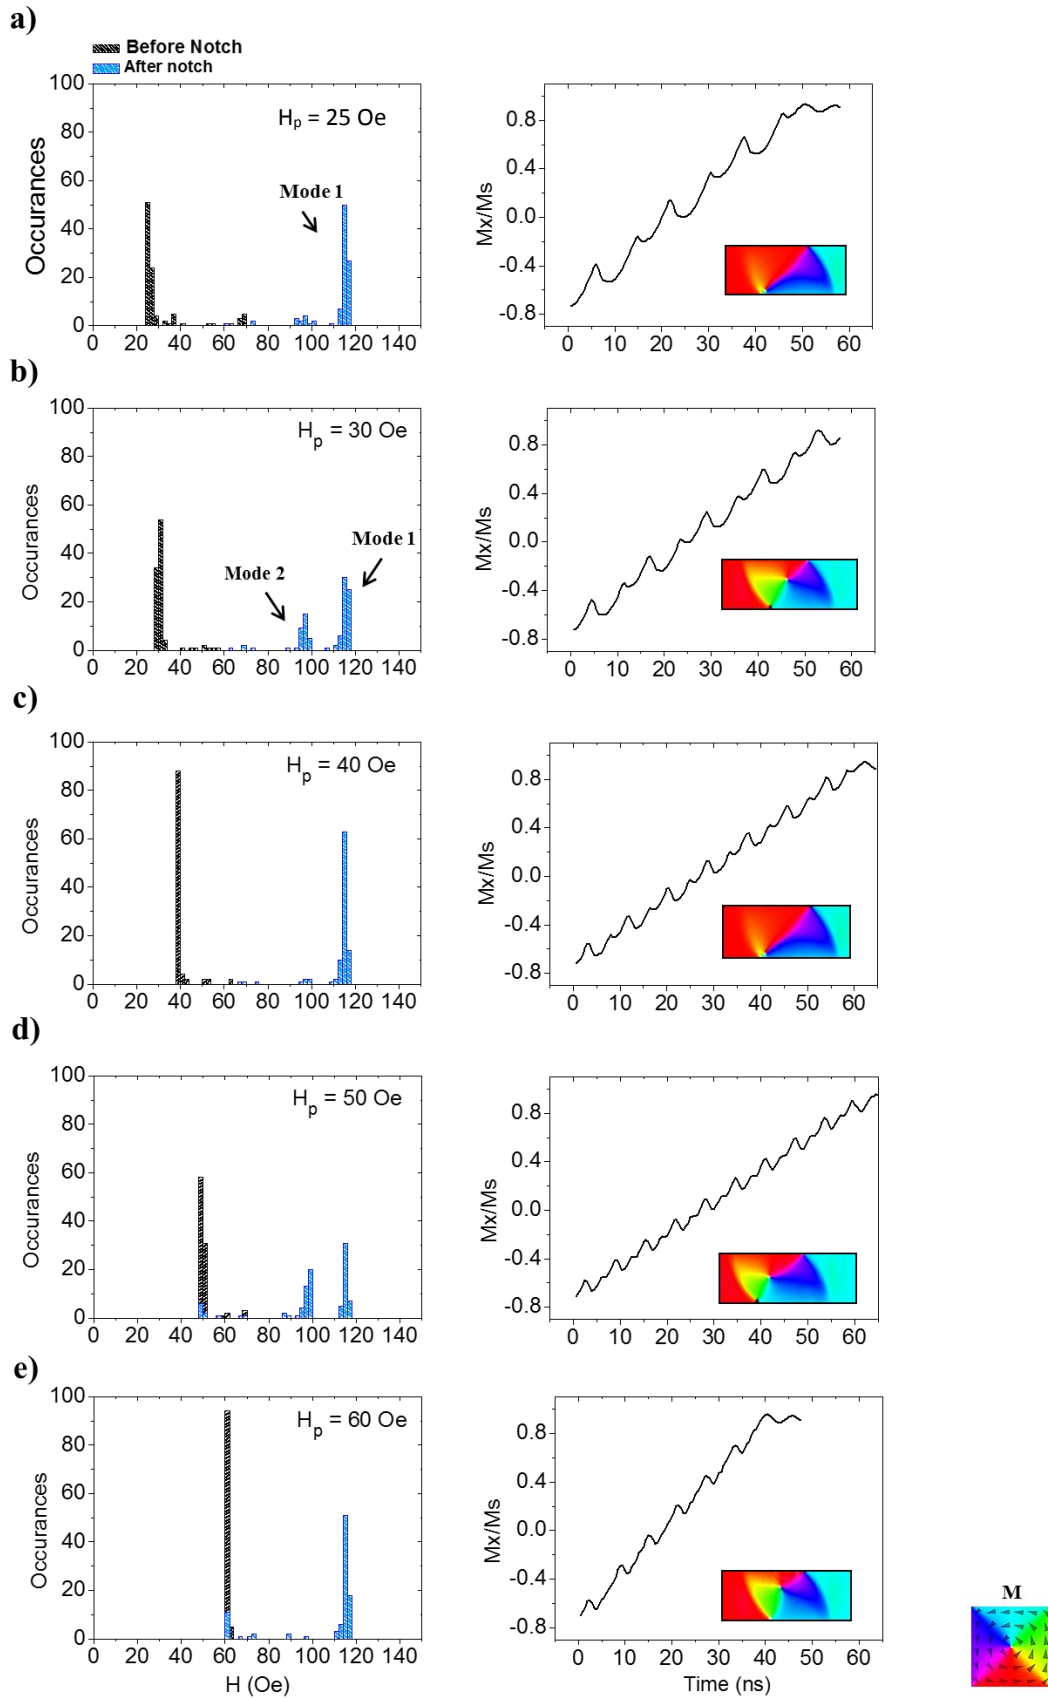 a)
Before Notch
After notch
100
80
60
40
20
0
Occurances
Hp = 25 Oe
Mode 1
0 20 40 60 80 100 120 140
0.8
0.4
0.0
-0.4
-0.8
Mx/Ms
0 10 20 30 40 50 60
b)
100
80
60
40
20
0
Occurances
Hp = 30 Oe
Mode 2
Mode 1
0 20 40 60 80 100 120 140
0.8
0.4
0.0
-0.4
-0.8
Mx/Ms
0 10 20 30 40 50 60
c)
100
80
60
40
20
0
Occurances
Hp = 40 Oe
0 20 40 60 80 100 120 140
0.8
0.4
0.0
-0.4
-0.8
Mx/Ms
0 10 20 30 40 50 60
d)
100
80
60
40
20
0
Occurances
Hp = 50 Oe
0 20 40 60 80 100 120 140
0.8
0.4
0.0
-0.4
-0.8
Mx/Ms
0 10 20 30 40 50 60
e)
100
80
60
40
20
0
Occurances
Hp = 60 Oe
0 20 40 60 80 100 120 140
H (Oe)
0.8
0.4
0.0
-0.4
-0.8
Mx/Ms
0 10 20 30 40 50 60
Time (ns)
M